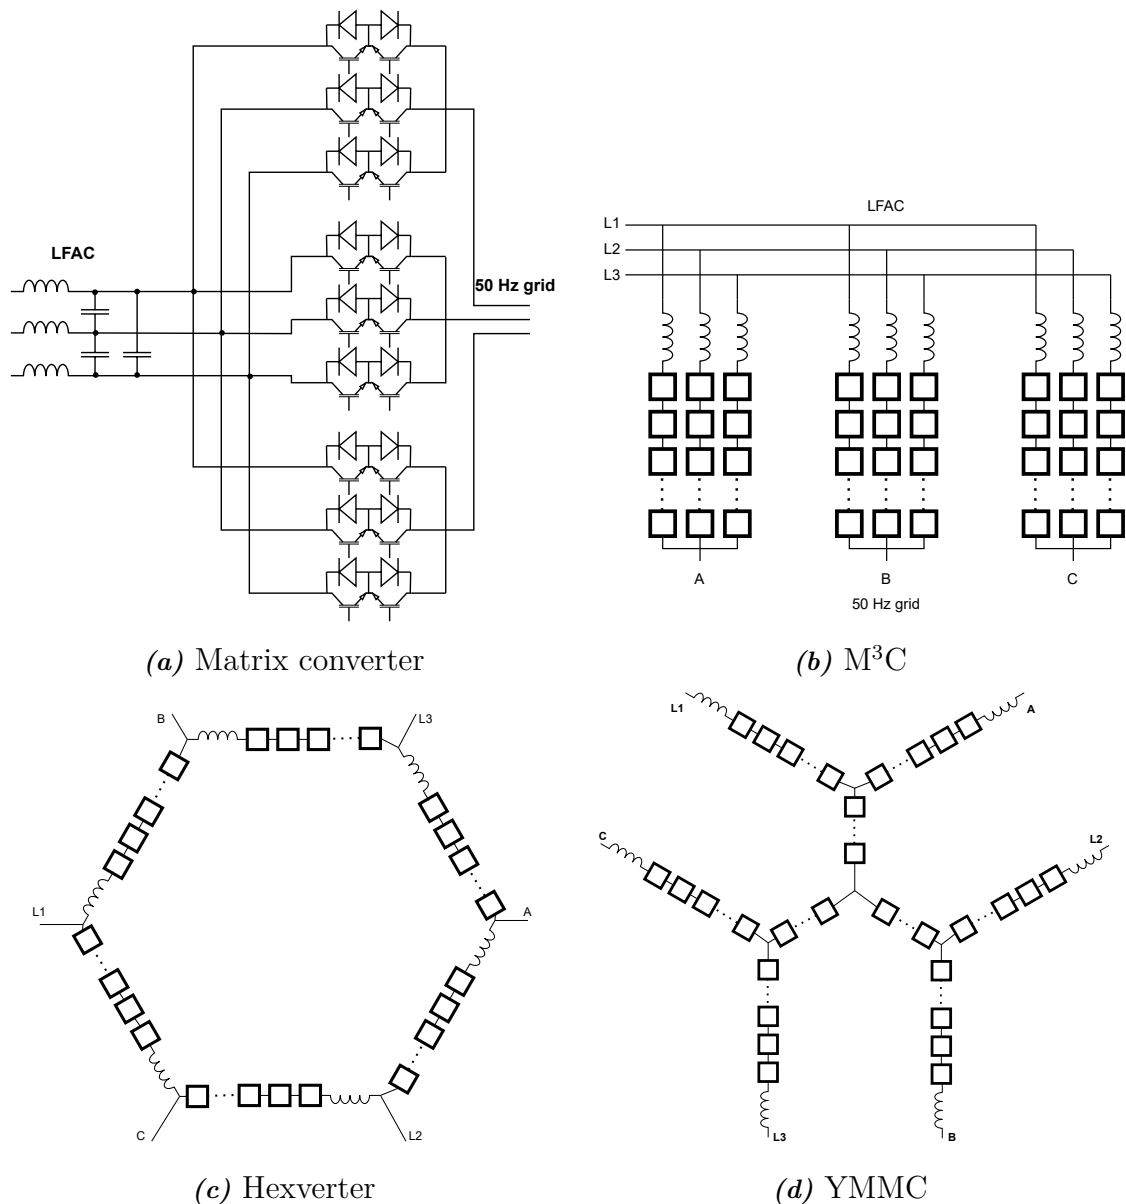 LFAC
50 Hz grid
(a) Matrix converter
LFAC
L1
L2
L3
A B C
50 Hz grid
(b) M³C
B L3
L1 A
C L2
(c) Hexverter
L1 A
C L2
L3 B
(d) YMMC